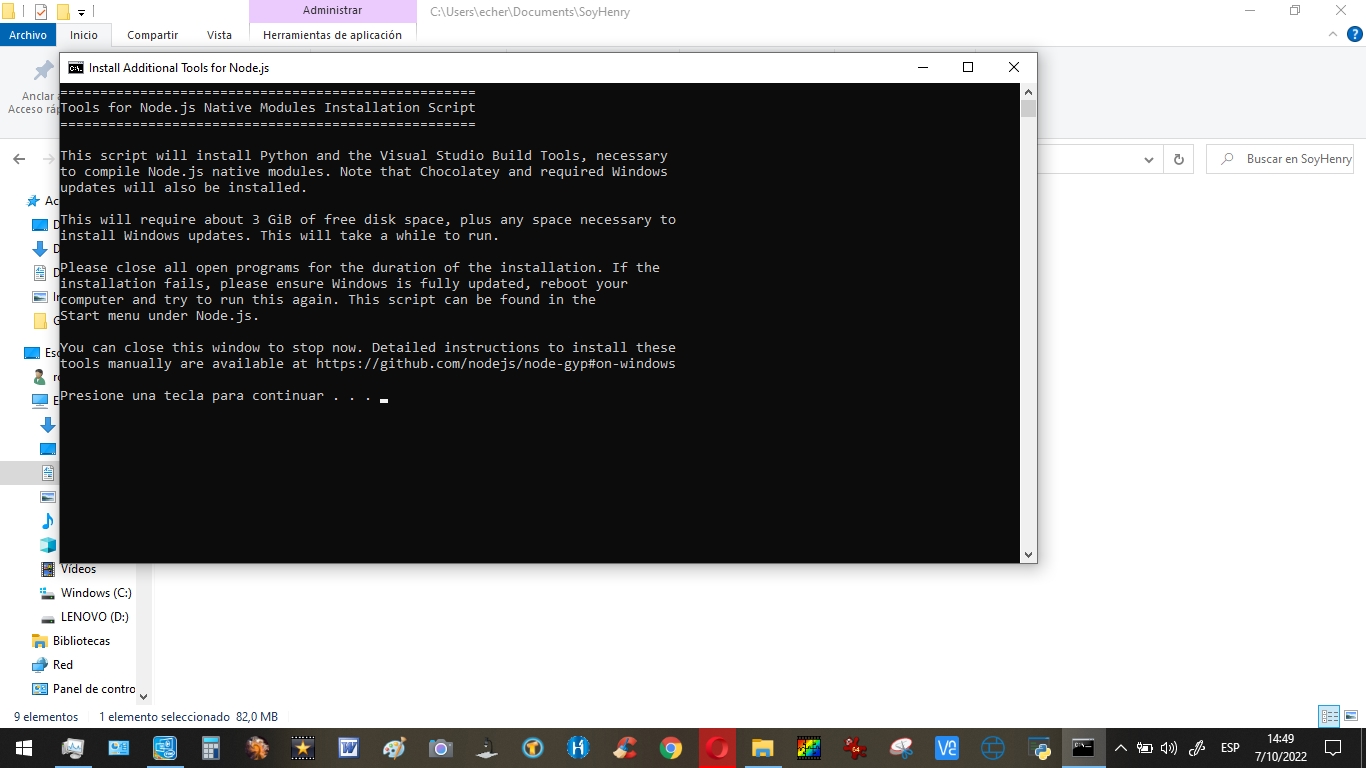 Administrar
C:\Users\echer\Documents\SoyHenry
Archivo
Inicio
Compartir
Vista
Herramientas de aplicación
Install Additional Tools for Node.js
Anclar
Acceso
====================================================
Tools for Node.js Native Modules Installation Script
====================================================
This script will install Python and the Visual Studio Build Tools, necessary
to compile Node.js native modules. Note that Chocolatey and required Windows
updates will also be installed.
This will require about 3 GiB of free disk space, plus any space necessary to
install Windows updates. This will take a while to run.
Please close all open programs for the duration of the installation. If the
installation fails, please ensure Windows is fully updated, reboot your
computer and try to run this again. This script can be found in the
Start menu under Node.js.
You can close this window to stop now. Detailed instructions to install these
tools manually are available at https://github.com/nodejs/node-gyp#on-windows
Presione una tecla para continuar . . .
Buscar en SoyHenry
Vídeos
Windows (C:)
LENOVO (D:)
Bibliotecas
Red
Panel de contro
9 elementos
1 elemento seleccionado 82,0 MB
ESP
14:49
7/10/2022